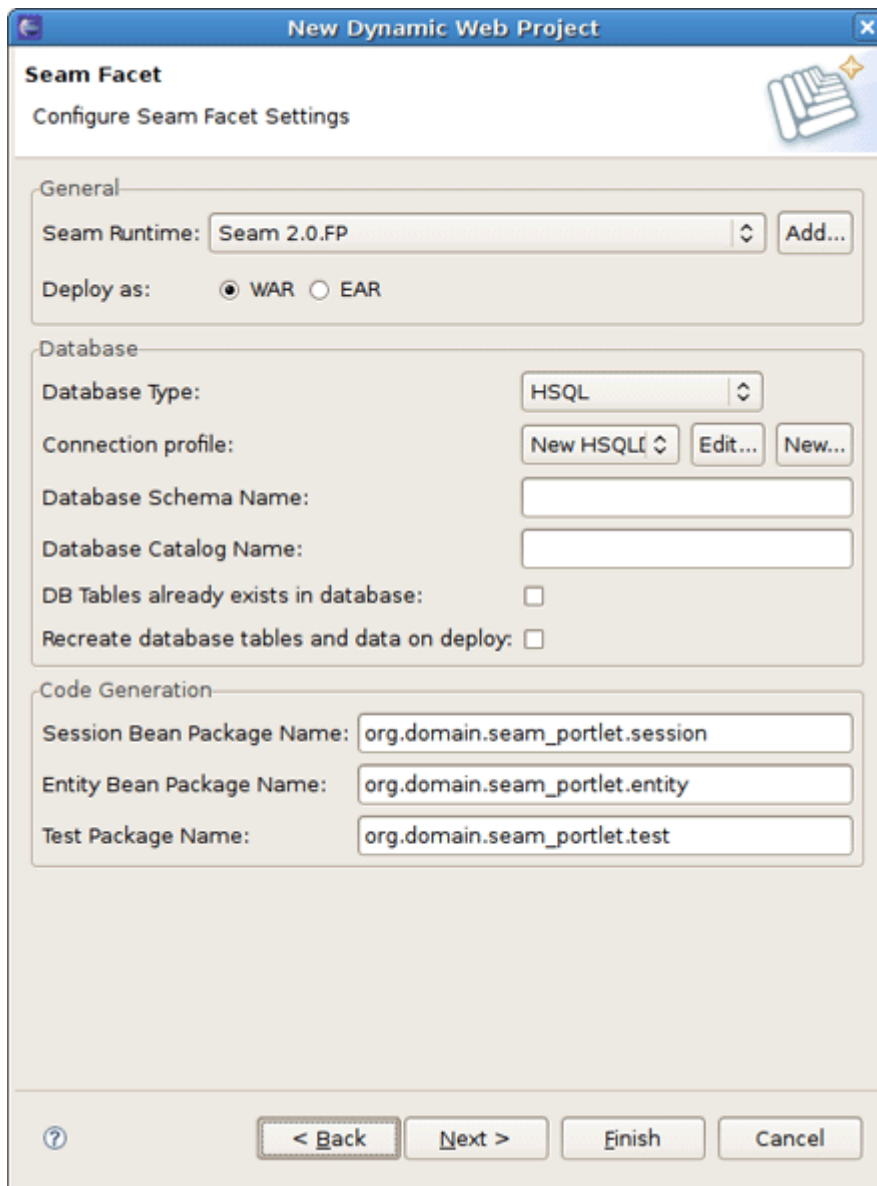 New Dynamic Web Project
Seam Facet
Configure Seam Facet Settings
General
Seam Runtime: Seam 2.0.FP Add...
Deploy as: WAR EAR
Database
Database Type: HSQL
Connection profile: New HSQL Edit... New...
Database Schema Name:
Database Catalog Name:
DB Tables already exists in database:
Recreate database tables and data on deploy:
Code Generation
Session Bean Package Name: org.domain.seam_portlet.session
Entity Bean Package Name: org.domain.seam_portlet.entity
Test Package Name: org.domain.seam_portlet.test
? < Back Next > Finish Cancel